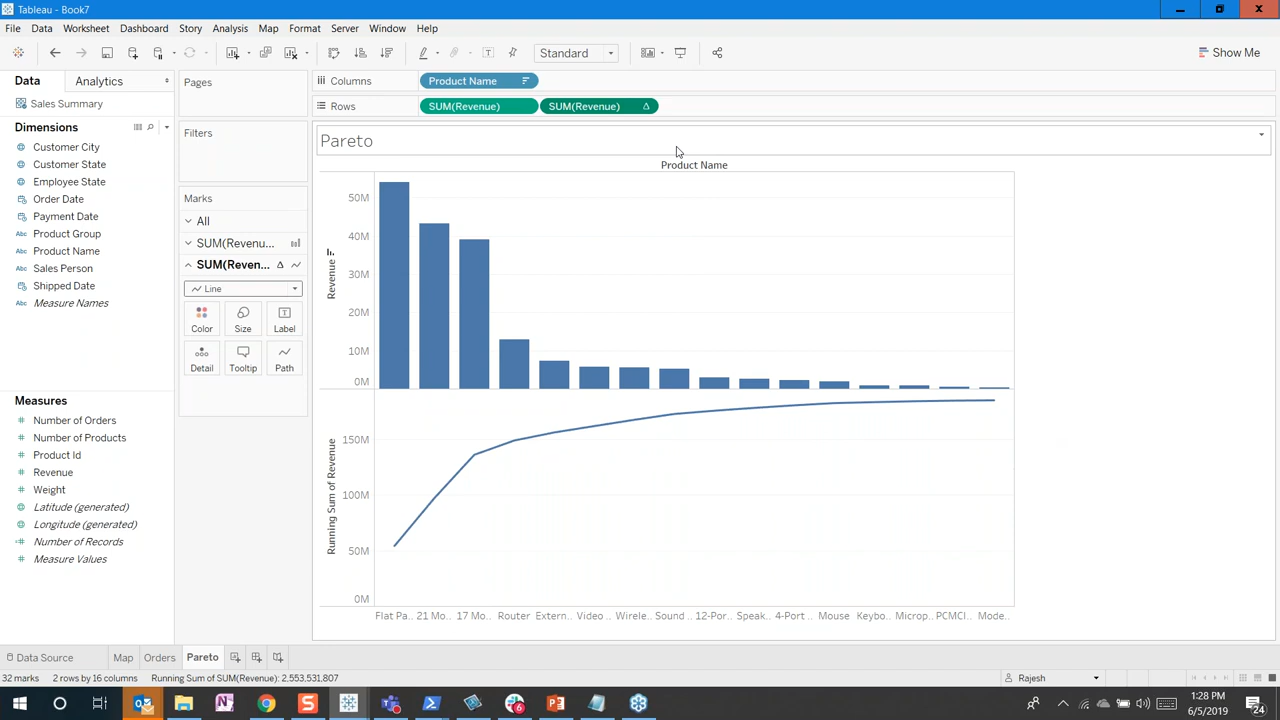 Tableau - Book7
File Data Worksheet Dashboard Story Analysis Map Format Server Window Help
Standard
Show Me
Data Analytics
Sales Summary
Dimensions
Customer City
Customer State
Employee State
Order Date
Payment Date
Product Group
Product Name
Sales Person
Shipped Date
Measure Names
Measures
Number of Orders
Number of Products
Product Id
Revenue
Weight
Latitude (generated)
Longitude (generated)
Number of Records
Measure Values
Pages
Filters
Marks
All
SUM(Revenu...
SUM(Reven... Δ
Line
Color Size Label
Detail Tooltip Path
Columns Product Name
Rows SUM(Revenue) SUM(Revenue) Δ
Pareto
Product Name
Revenue
50M
40M
30M
20M
10M
0M
Running Sum of Revenue
150M
100M
50M
0M
Flat Pa.. 21 Mo.. 17 Mo.. Router Extern.. Video .. Wirele.. Sound .. 12-Por.. Speak.. 4-Port .. Mouse Keybo.. Microp.. PCMCI.. Mode..
Data Source Map Orders Pareto
32 marks 2 rows by 16 columns Running Sum of SUM(Revenue): 2.553.531.807
Rajesh
1:28 PM
6/5/2019
24